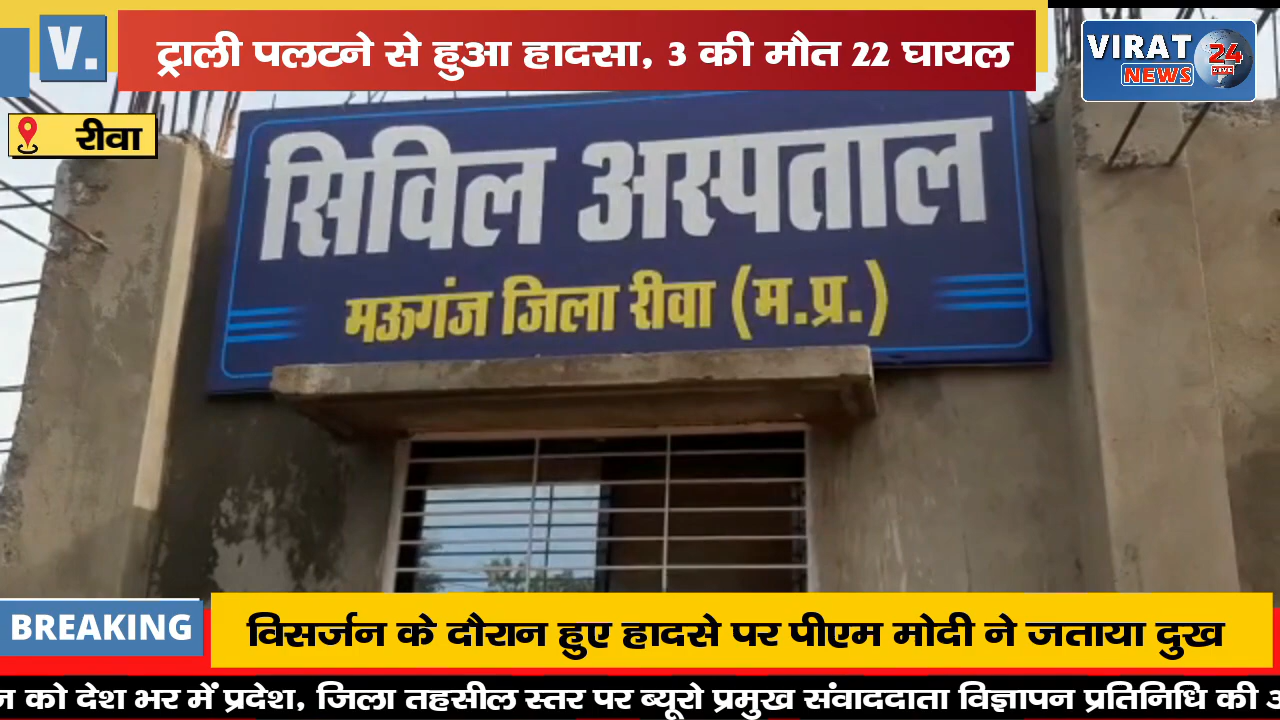 V.
ट्राली पलटने से हुआ हादसा, 3 की मौत 22 घायल
VIRAT
NEWS
24
LIVE
रीवा
सिविल अस्पताल
मऊगंज जिला रीवा (म.प्र.)
BREAKING
विसर्जन के दौरान हुए हादसे पर पीएम मोदी ने जताया दुख
को देश भर में प्रदेश, जिला तहसील स्तर पर ब्यूरो प्रमुख संवाददाता विज्ञापन प्रतिनिधि की